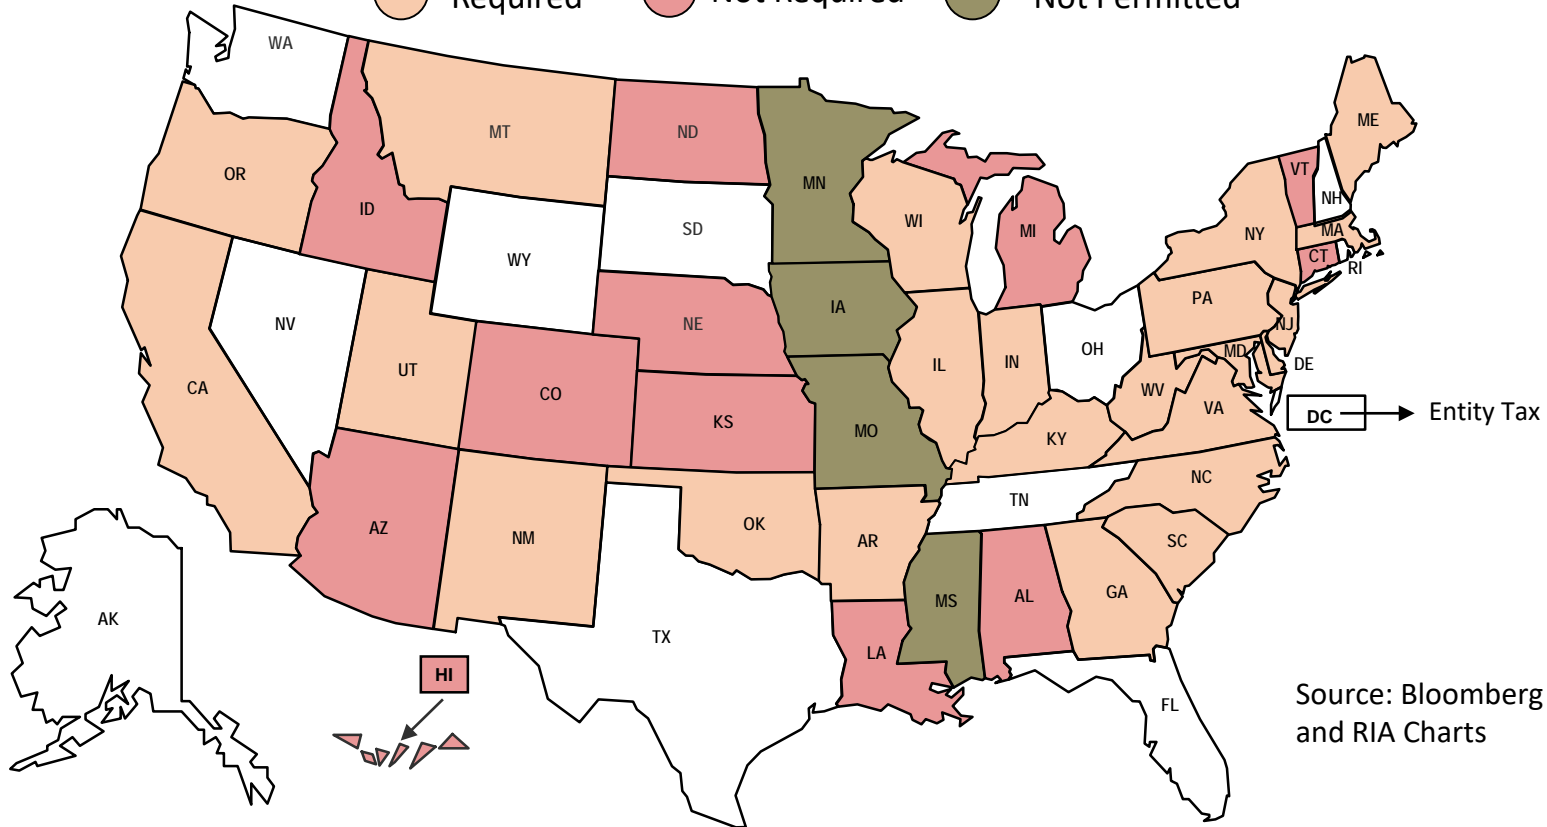 Required Not Required Not Permitted
WA
MT
ND
ME
OR
ID
MN
VT
NH
WI
SD
MI
NY
MA
WY
CT
RI
PA
NV
NE
IA
NJ
OH
UT
IL
IN
MD
DE
CA
CO
WV
VA
KS
MO
KY
DC
Entity Tax
NC
TN
AZ
NM
OK
AR
SC
MS
AL
GA
AK
TX
LA
HI
FL
Source: Bloomberg
and RIA Charts